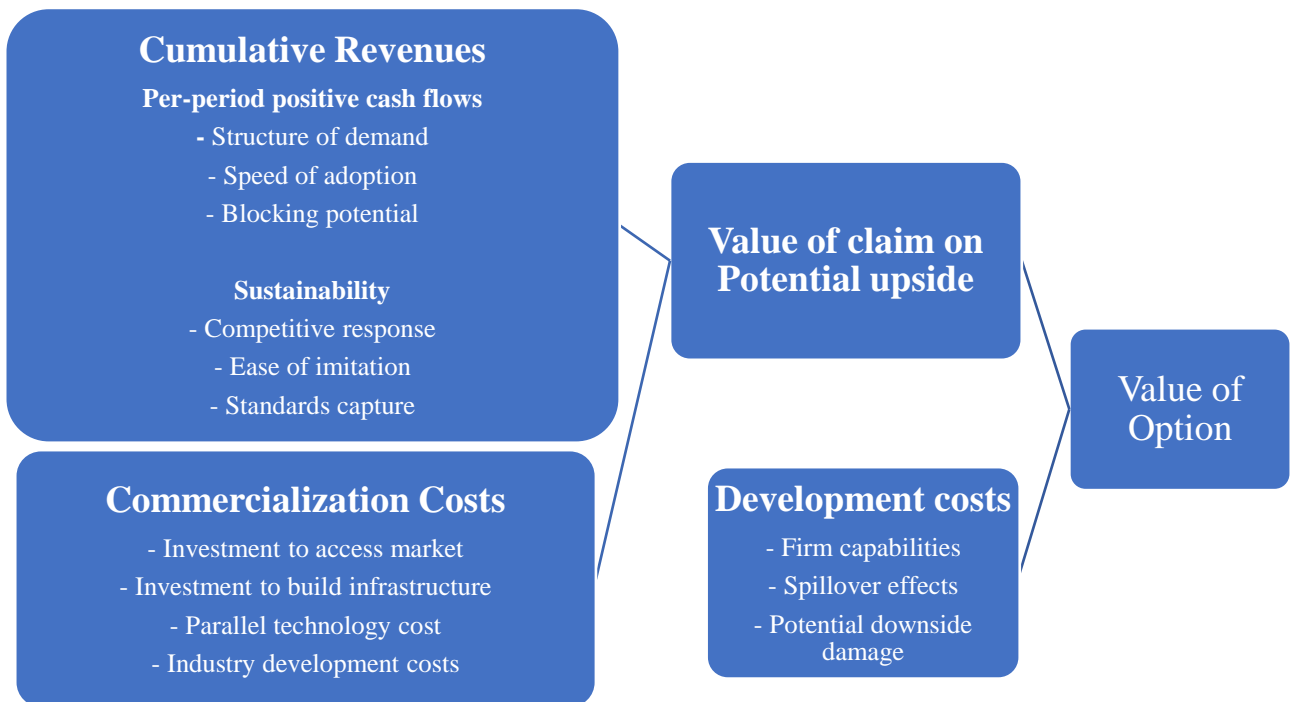 Cumulative Revenues
Per-period positive cash flows
- Structure of demand
- Speed of adoption
- Blocking potential
Sustainability
- Competitive response
- Ease of imitation
- Standards capture
Commercialization Costs
- Investment to access market
- Investment to build infrastructure
- Parallel technology cost
- Industry development costs
Value of claim on
Potential upside
Development costs
- Firm capabilities
- Spillover effects
- Potential downside
damage
Value of
Option